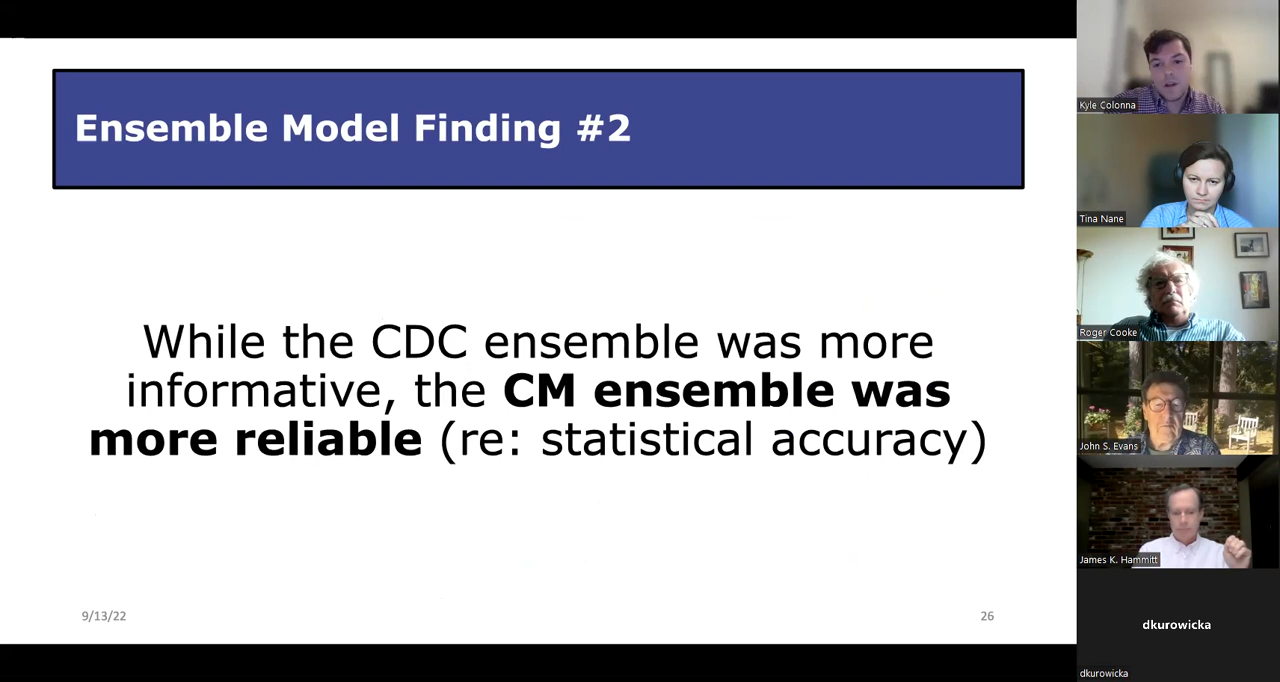 Ensemble Model Finding #2
While the CDC ensemble was more
informative, the CM ensemble was
more reliable (re: statistical accuracy)
9/13/22
26
Kyle Colonna
Tina Nane
Roger Cooke
John S. Evans
James K. Hammitt
dkurowicka
dkurowicka